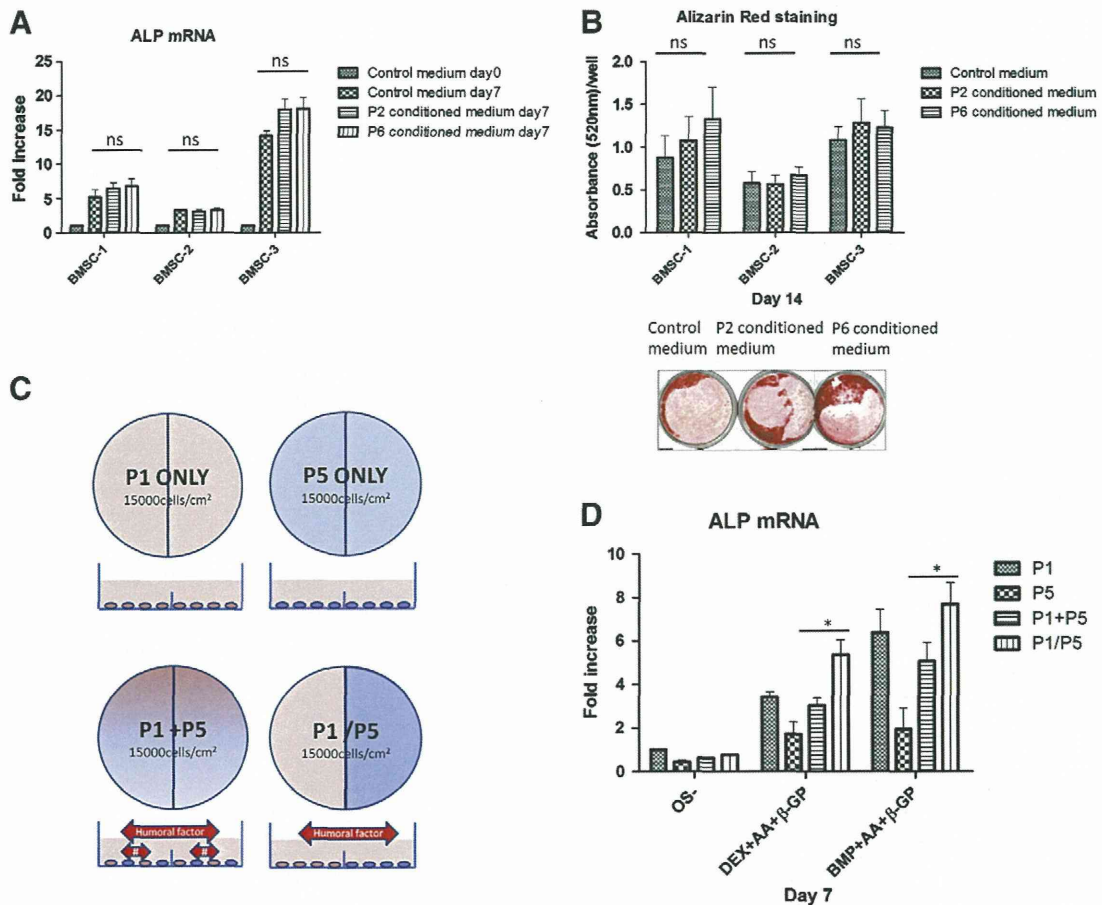 A
ALP mRNA
Fold Increase
25
20
15
10
5
0
ns
ns
ns
BMSC-1
BMSC-2
BMSC-3
Control medium day0
Control medium day7
P2 conditioned medium day7
P6 conditioned medium day7
B
Alizarin Red staining
Absorbance (520nm)/well
2.0
1.5
1.0
0.5
0.0
ns
ns
ns
BMSC-1
BMSC-2
BMSC-3
Day 14
Control medium
P2 conditioned medium
P6 conditioned medium
Control
medium
P2 conditioned
medium
P6 conditioned
medium
C
P1 ONLY
15000cells/cm²
P5 ONLY
15000cells/cm²
P1 +P5
15000cells/cm²
Humoral factor
#
#
P1 /P5
15000cells/cm²
Humoral factor
D
ALP mRNA
Fold increase
10
8
6
4
2
0
*
*
OS-
DEX+AA+β-GP
BMP+AA+β-GP
Day 7
P1
P5
P1+P5
P1/P5